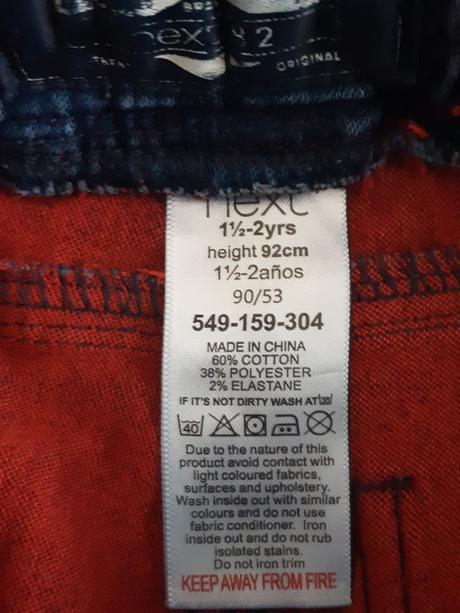 next
ORIGINAL
next
1½-2yrs
height 92cm
1½-2años
90/53
549-159-304
MADE IN CHINA
60% COTTON
38% POLYESTER
2% ELASTANE
IF IT'S NOT DIRTY WASH AT 30
40
Due to the nature of this
product avoid contact with
light coloured fabrics,
surfaces and upholstery.
Wash inside out with similar
colours and do not use
fabric conditioner. Iron
inside out and do not rub
isolated stains.
Do not iron trim
KEEP AWAY FROM FIRE